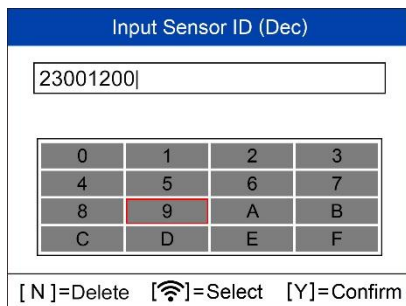 Input Sensor ID (Dec)
23001200
0 1 2 3
4 5 6 7
8 9 A B
C D E F
[ N ]=Delete []=Select [Y]=Confirm